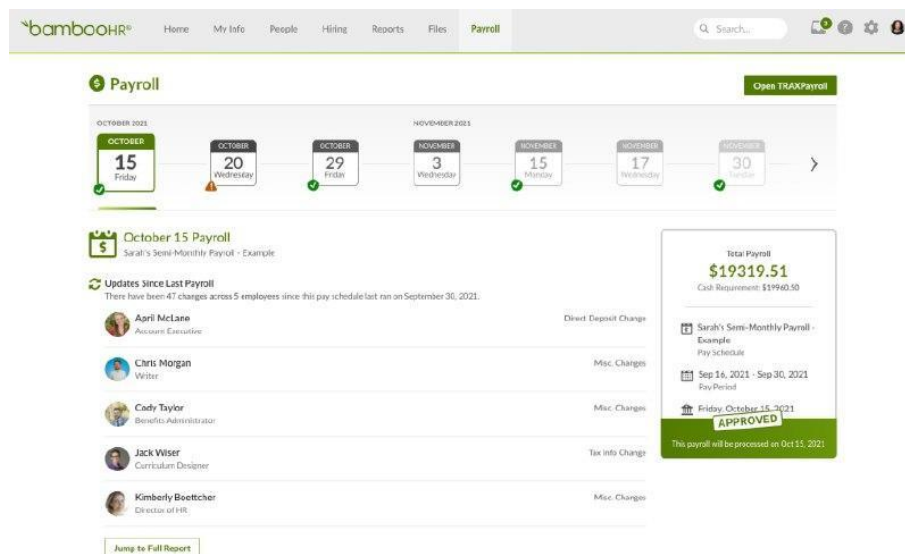 bambooHR®
Home My Info People Hiring Reports Files Payroll
Search...
Payroll
Open TRAXPayroll
OCTOBER 2021
NOVEMBER 2021
OCTOBER
15
Friday
OCTOBER
20
Wednesday
OCTOBER
29
Friday
NOVEMBER
3
Wednesday
NOVEMBER
15
Monday
NOVEMBER
17
Wednesday
NOVEMBER
30
Tuesday
October 15 Payroll
Sarah's Semi-Monthly Payroll - Example
Updates Since Last Payroll
There have been 47 changes across 5 employees since this pay schedule last ran on September 30, 2021.
April McLane
Account Executive
Direct Deposit Change
Chris Morgan
Writer
Misc. Changes
Cody Taylor
Benefits Administrator
Misc. Changes
Jack Wiser
Curriculum Designer
Tax Info Change
Kimberly Boettcher
Director of HR
Misc. Changes
Jump to Full Report
Total Payroll
$19319.51
Cash Requirement: $19960.50
Sarah's Semi-Monthly Payroll -
Example
Pay Schedule
Sep 16, 2021 - Sep 30, 2021
Pay Period
Friday, October 15, 2021
APPROVED
This payroll will be processed on Oct 15, 2021